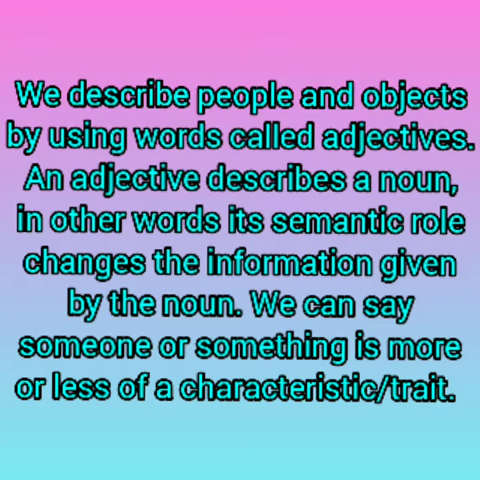 We describe people and objects
by using words called adjectives.
An adjective describes a noun,
in other words its semantic role
changes the information given
by the noun. We can say
someone or something is more
or less of a characteristic/trait.